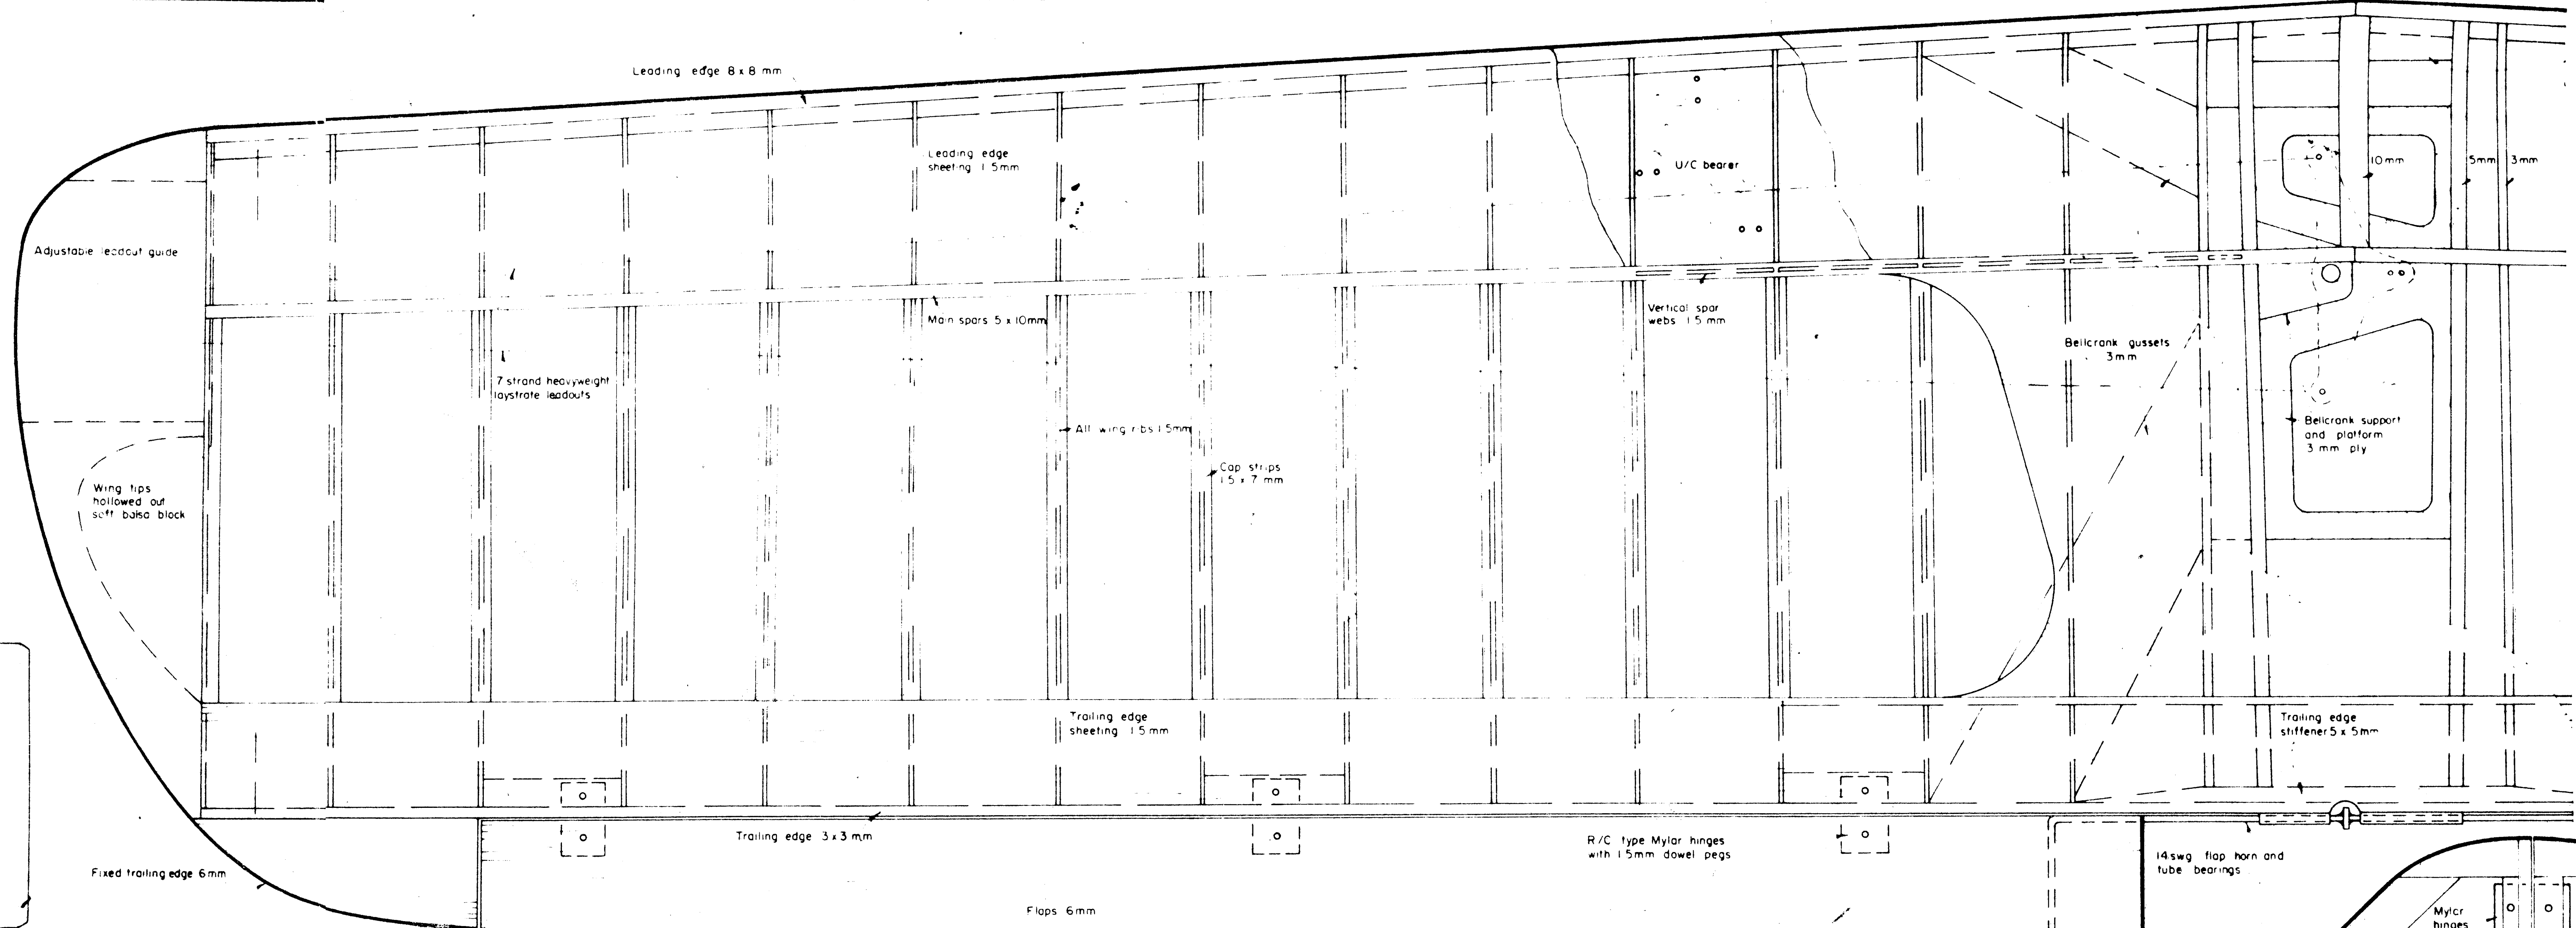 Leading edge 8 x 8 mm
Leading edge
sheeting 1 5mm
U/C bearer
10mm
5mm
3mm
Adjustable leadout guide
Main spars 5 x 10mm
Vertical spar
webs 1 5 mm
Bellcrank gussets
3mm
7 strand heavyweight
laystrate leadouts
All wing ribs 1 5mm
Bellcrank support
and platform
3 mm ply
Cap strips
1 5 x 7 mm
Wing tips
hollowed out
soft balsa block
Trailing edge
sheeting 1 5 mm
Trailing edge
stiffener 5 x 5mm
Trailing edge 3 x 3 mm
R/C type Mylar hinges
with 1 5mm dowel pegs
14swg flap horn and
tube bearings
Fixed trailing edge 6mm
Flaps 6mm
Mylar
hinges